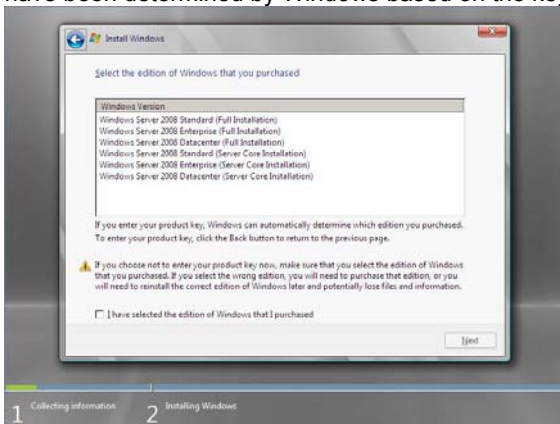 have been determined by Windows based on the ke
Install Windows
Select the edition of Windows that you purchased
Windows Version
Windows Server 2008 Standard (Full Installation)
Windows Server 2008 Enterprise (Full Installation)
Windows Server 2008 Datacenter (Full Installation)
Windows Server 2008 Standard (Server Core Installation)
Windows Server 2008 Enterprise (Server Core Installation)
Windows Server 2008 Datacenter (Server Core Installation)
If you enter your product key, Windows can automatically determine which edition you purchased.
To enter your product key, click the Back button to return to the previous page.
If you choose not to enter your product key now, make sure that you select the edition of Windows
that you purchased. If you select the wrong edition, you will need to purchase that edition, or you
will need to reinstall the correct edition of Windows later and potentially lose files and information.
I have selected the edition of Windows that I purchased
Next
1 Collecting information 2 Installing Windows